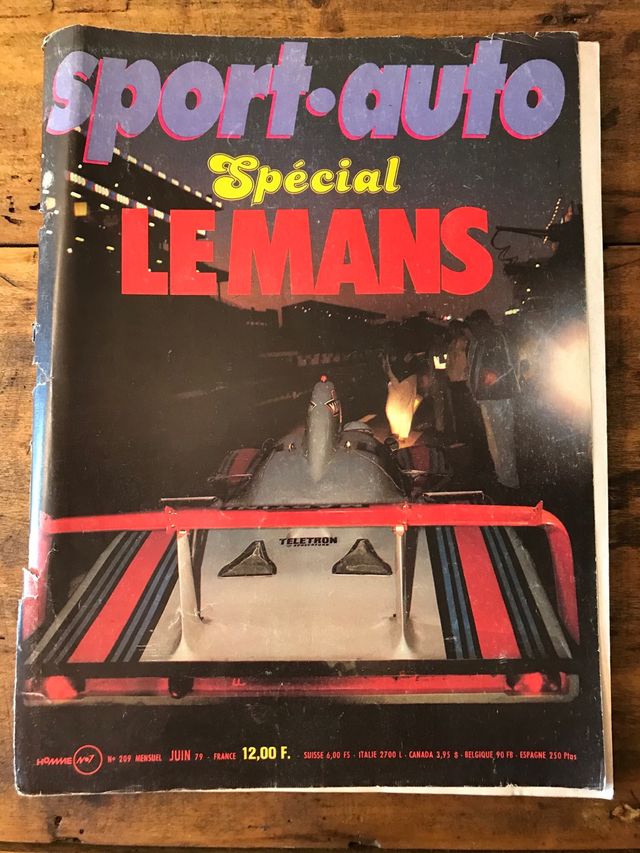 sport·auto
Spécial
LE MANS
TELETRON
HOMME N°7 N° 209 MENSUEL JUIN 79 - FRANCE 12,00 F. - SUISSE 6,00 FS - ITALIE 2700 L - CANADA 3,95 $ - BELGIQUE 90 FB - ESPAGNE 250 Ptas